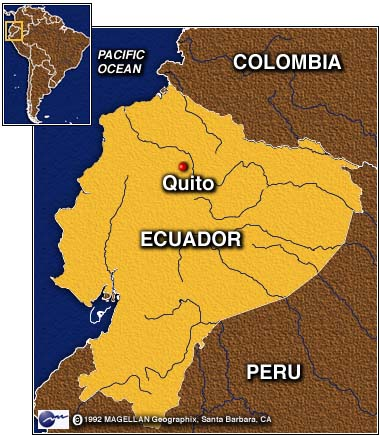 PACIFIC
OCEAN
COLOMBIA
Quito
ECUADOR
PERU
© 1992 MAGELLAN Geographix, Santa Barbara, CA